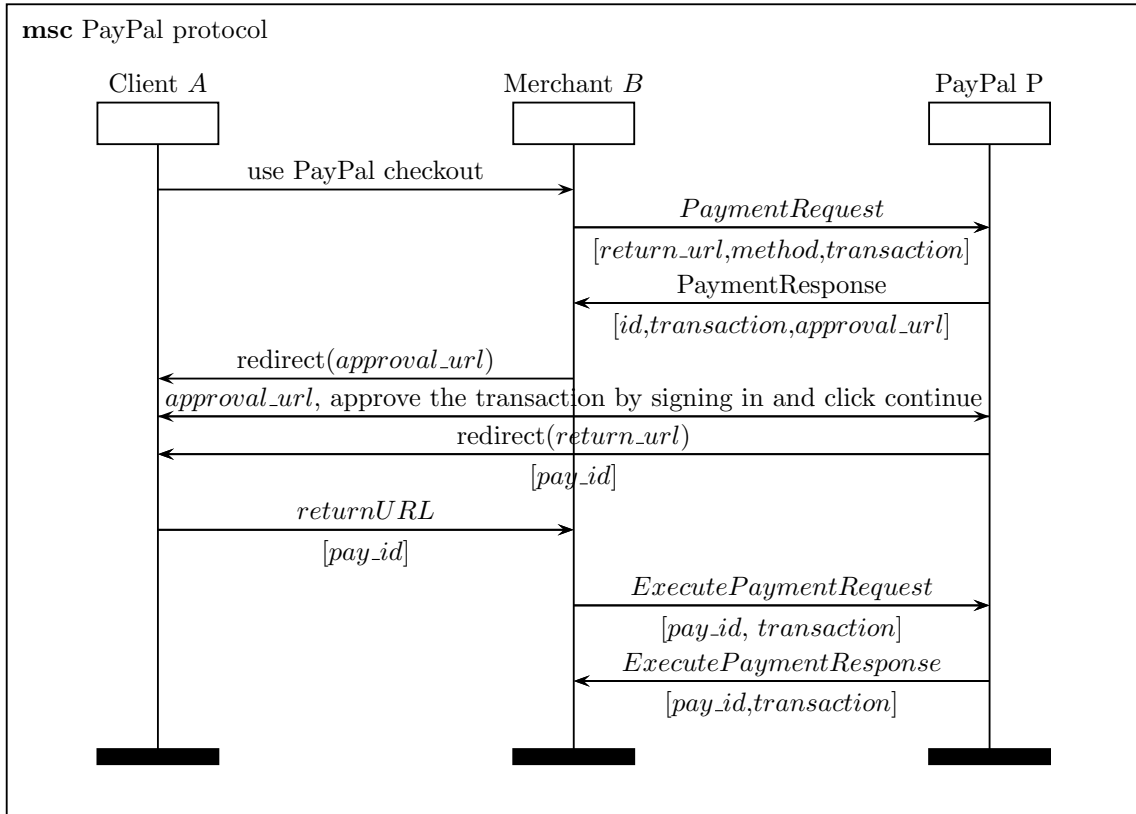 msc PayPal protocol
Client A
Merchant B
PayPal P
use PayPal checkout
PaymentRequest
[return_url,method,transaction]
PaymentResponse
[id,transaction,approval_url]
redirect(approval_url)
approval_url, approve the transaction by signing in and click continue
redirect(return_url)
[pay_id]
returnURL
[pay_id]
ExecutePaymentRequest
[pay_id, transaction]
ExecutePaymentResponse
[pay_id,transaction]